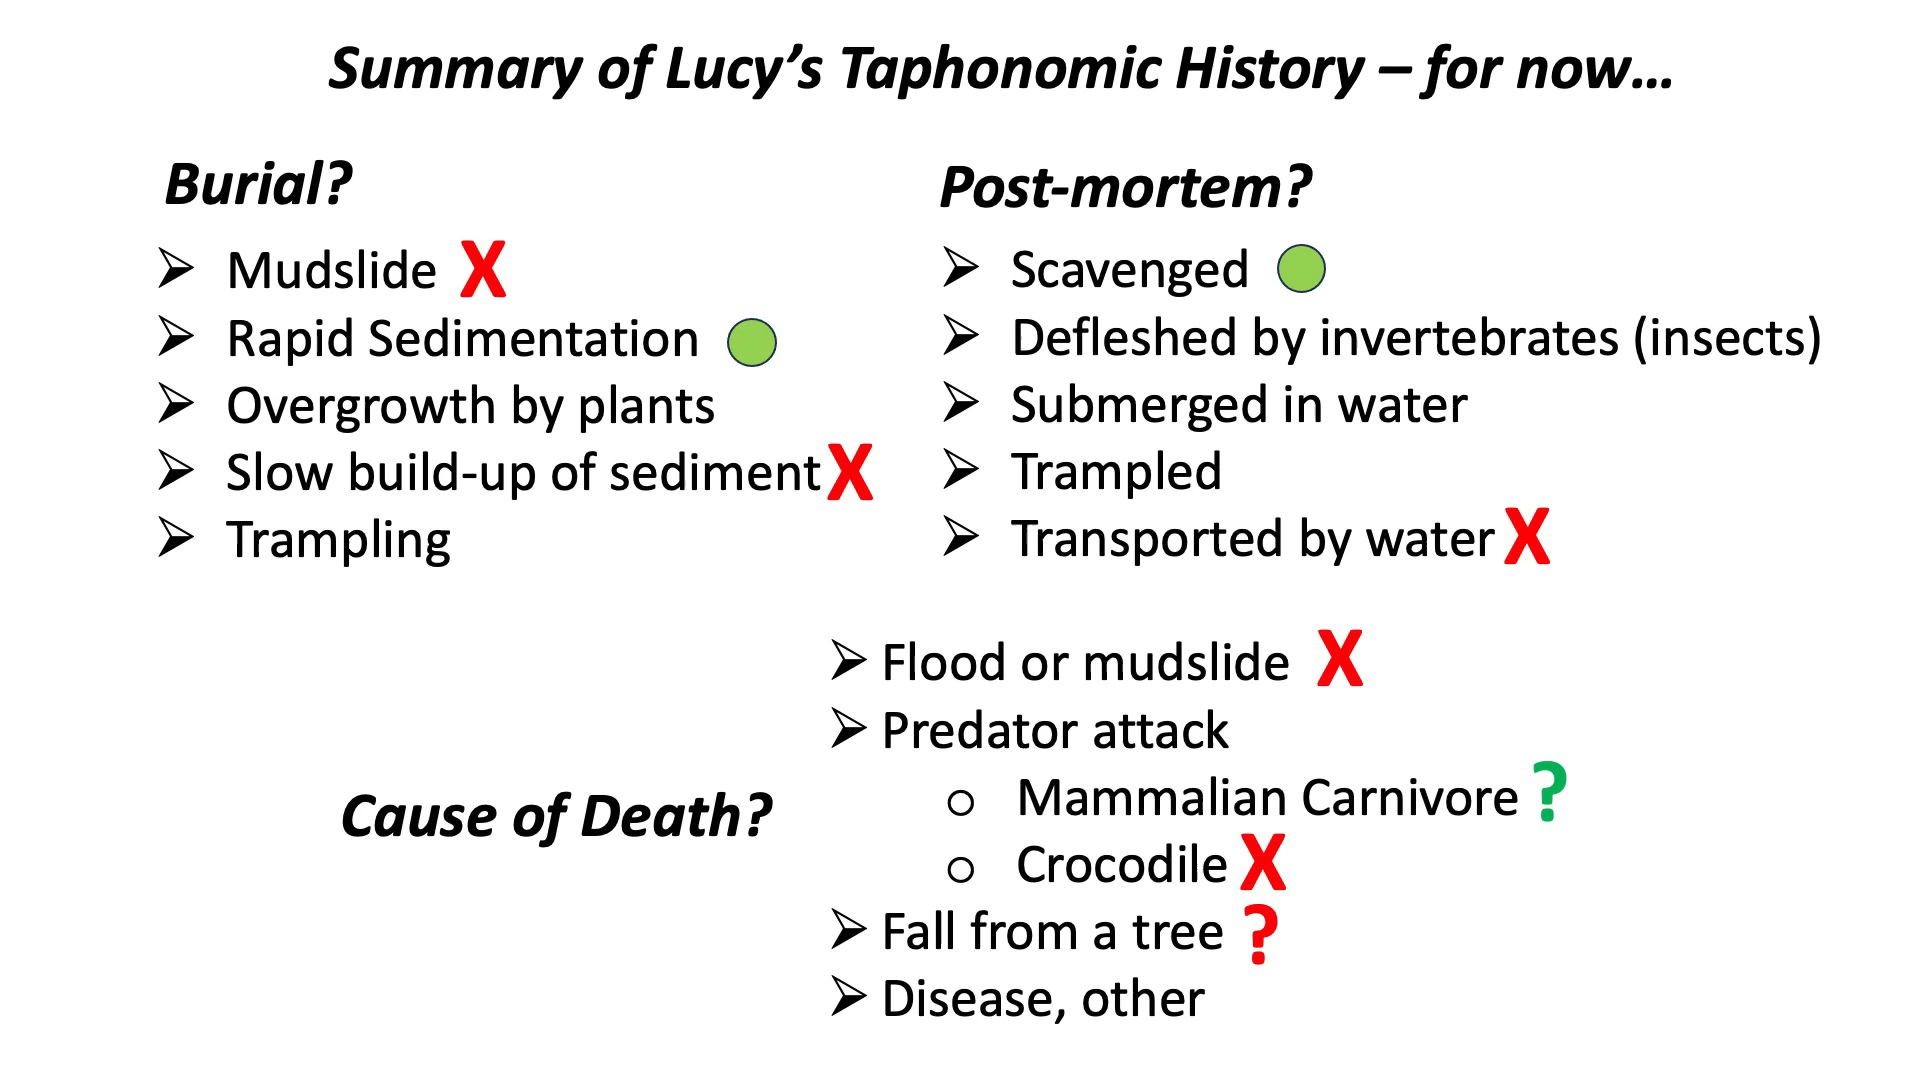 Summary of Lucy’s Taphonomic History – for now…
Burial?
➢ Mudslide X
➢ Rapid Sedimentation
➢ Overgrowth by plants
➢ Slow build-up of sediment X
➢ Trampling
Post-mortem?
➢ Scavenged
➢ Defleshed by invertebrates (insects)
➢ Submerged in water
➢ Trampled
➢ Transported by water X
Cause of Death?
➢ Flood or mudslide X
➢ Predator attack
o Mammalian Carnivore ?
o Crocodile X
➢ Fall from a tree ?
➢ Disease, other